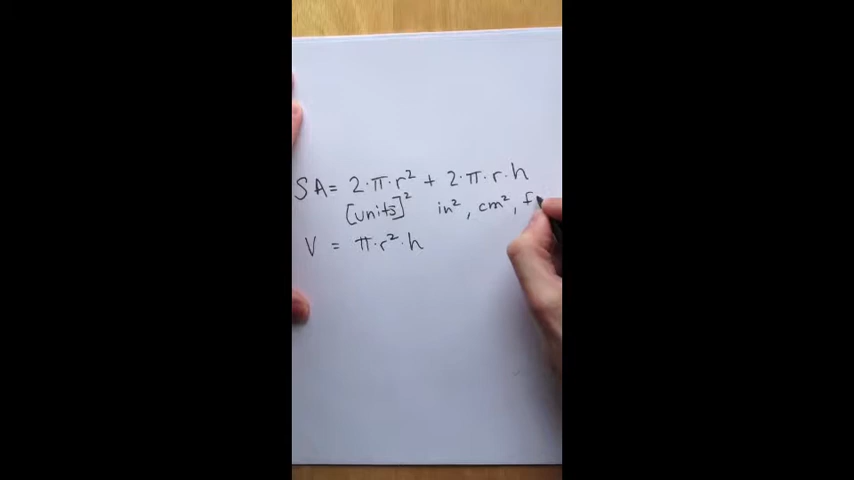 SA = 2·π·r² + 2·π·r·h
[units]² in², cm², f
V = π·r²·h